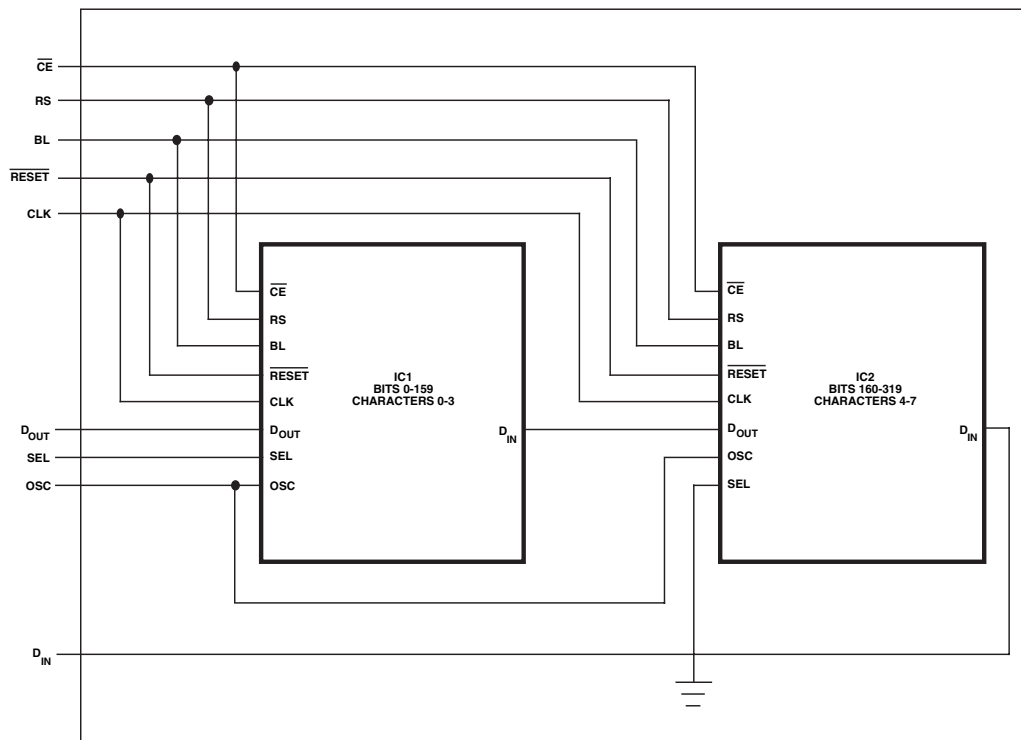 CE
RS
BL
RESET
CLK
CE
RS
BL
RESET
CLK
DOUT
SEL
OSC
IC1
BITS 0-159
CHARACTERS 0-3
DIN
CE
RS
BL
RESET
CLK
DOUT
OSC
SEL
IC2
BITS 160-319
CHARACTERS 4-7
DIN
DOUT
SEL
OSC
DIN